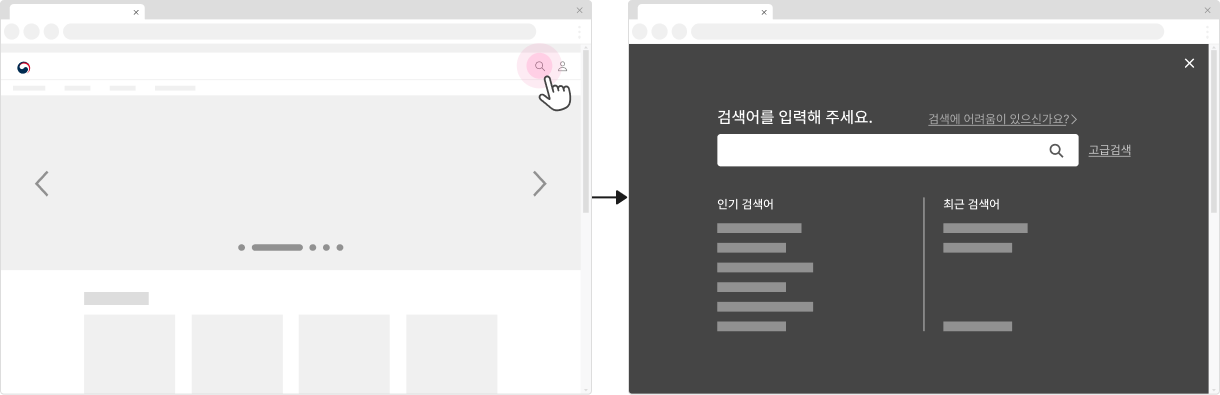 검색어를 입력해 주세요.
검색에 어려움이 있으신가요?
고급검색
인기 검색어
최근 검색어